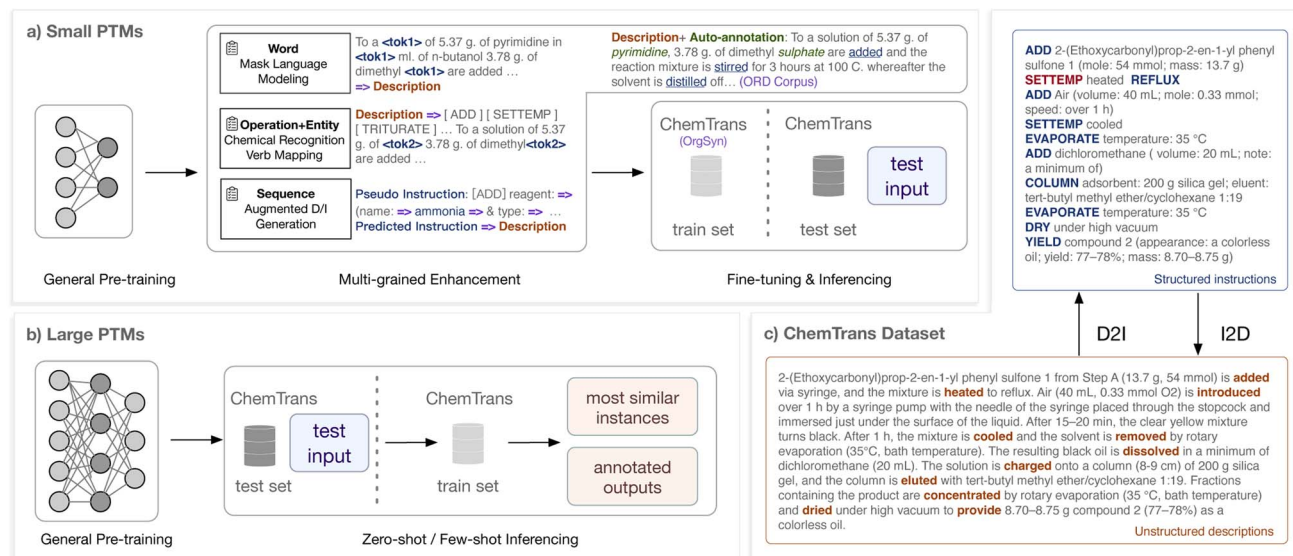 a) Small PTMs
Word
Mask Language
Modeling
To a <tok1> of 5.37 g. of pyrimidine in
<tok1> ml. of n-butanol 3.78 g. of
dimethyl <tok1> are added …
=> Description
Operation+Entity
Chemical Recognition
Verb Mapping
Description => [ ADD ] [ SETTEMP ]
[ TRITURATE ] … To a solution of 5.37
g. of <tok2> 3.78 g. of dimethyl<tok2>
are added …
Sequence
Augmented D/I
Generation
Pseudo Instruction: [ADD] reagent: =>
(name: => ammonia => & type: => …
Predicted Instruction => Description
Description+ Auto-annotation: To a solution of 5.37 g. of
pyrimidine, 3.78 g. of dimethyl sulphate are added and the
reaction mixture is stirred for 3 hours at 100 C. whereafter the
solvent is distilled off… (ORD Corpus)
ChemTrans
(OrgSyn)
train set
ChemTrans
test set
test
input
General Pre-training
Multi-grained Enhancement
Fine-tuning & Inferencing
b) Large PTMs
ChemTrans
test set
test
input
ChemTrans
train set
most similar
instances
annotated
outputs
General Pre-training
Zero-shot / Few-shot Inferencing
ADD 2-(Ethoxycarbonyl)prop-2-en-1-yl phenyl
sulfone 1 (mole: 54 mmol; mass: 13.7 g)
SETTEMP heated REFLUX
ADD Air (volume: 40 mL; mole: 0.33 mmol;
speed: over 1 h)
SETTEMP cooled
EVAPORATE temperature: 35 °C
ADD dichloromethane ( volume: 20 mL; note:
a minimum of)
COLUMN adsorbent: 200 g silica gel; eluent:
tert-butyl methyl ether/cyclohexane 1:19
EVAPORATE temperature: 35 °C
DRY under high vacuum
YIELD compound 2 (appearance: a colorless
oil; yield: 77–78%; mass: 8.70–8.75 g)
Structured instructions
c) ChemTrans Dataset
D2I
I2D
2-(Ethoxycarbonyl)prop-2-en-1-yl phenyl sulfone 1 from Step A (13.7 g, 54 mmol) is added
via syringe, and the mixture is heated to reflux. Air (40 mL, 0.33 mmol O2) is introduced
over 1 h by a syringe pump with the needle of the syringe placed through the stopcock and
immersed just under the surface of the liquid. After 15–20 min, the clear yellow mixture
turns black. After 1 h, the mixture is cooled and the solvent is removed by rotary
evaporation (35°C, bath temperature). The resulting black oil is dissolved in a minimum of
dichloromethane (20 mL). The solution is charged onto a column (8-9 cm) of 200 g silica
gel, and the column is eluted with tert-butyl methyl ether/cyclohexane 1:19. Fractions
containing the product are concentrated by rotary evaporation (35 °C, bath temperature)
and dried under high vacuum to provide 8.70–8.75 g compound 2 (77–78%) as a
colorless oil.
Unstructured descriptions